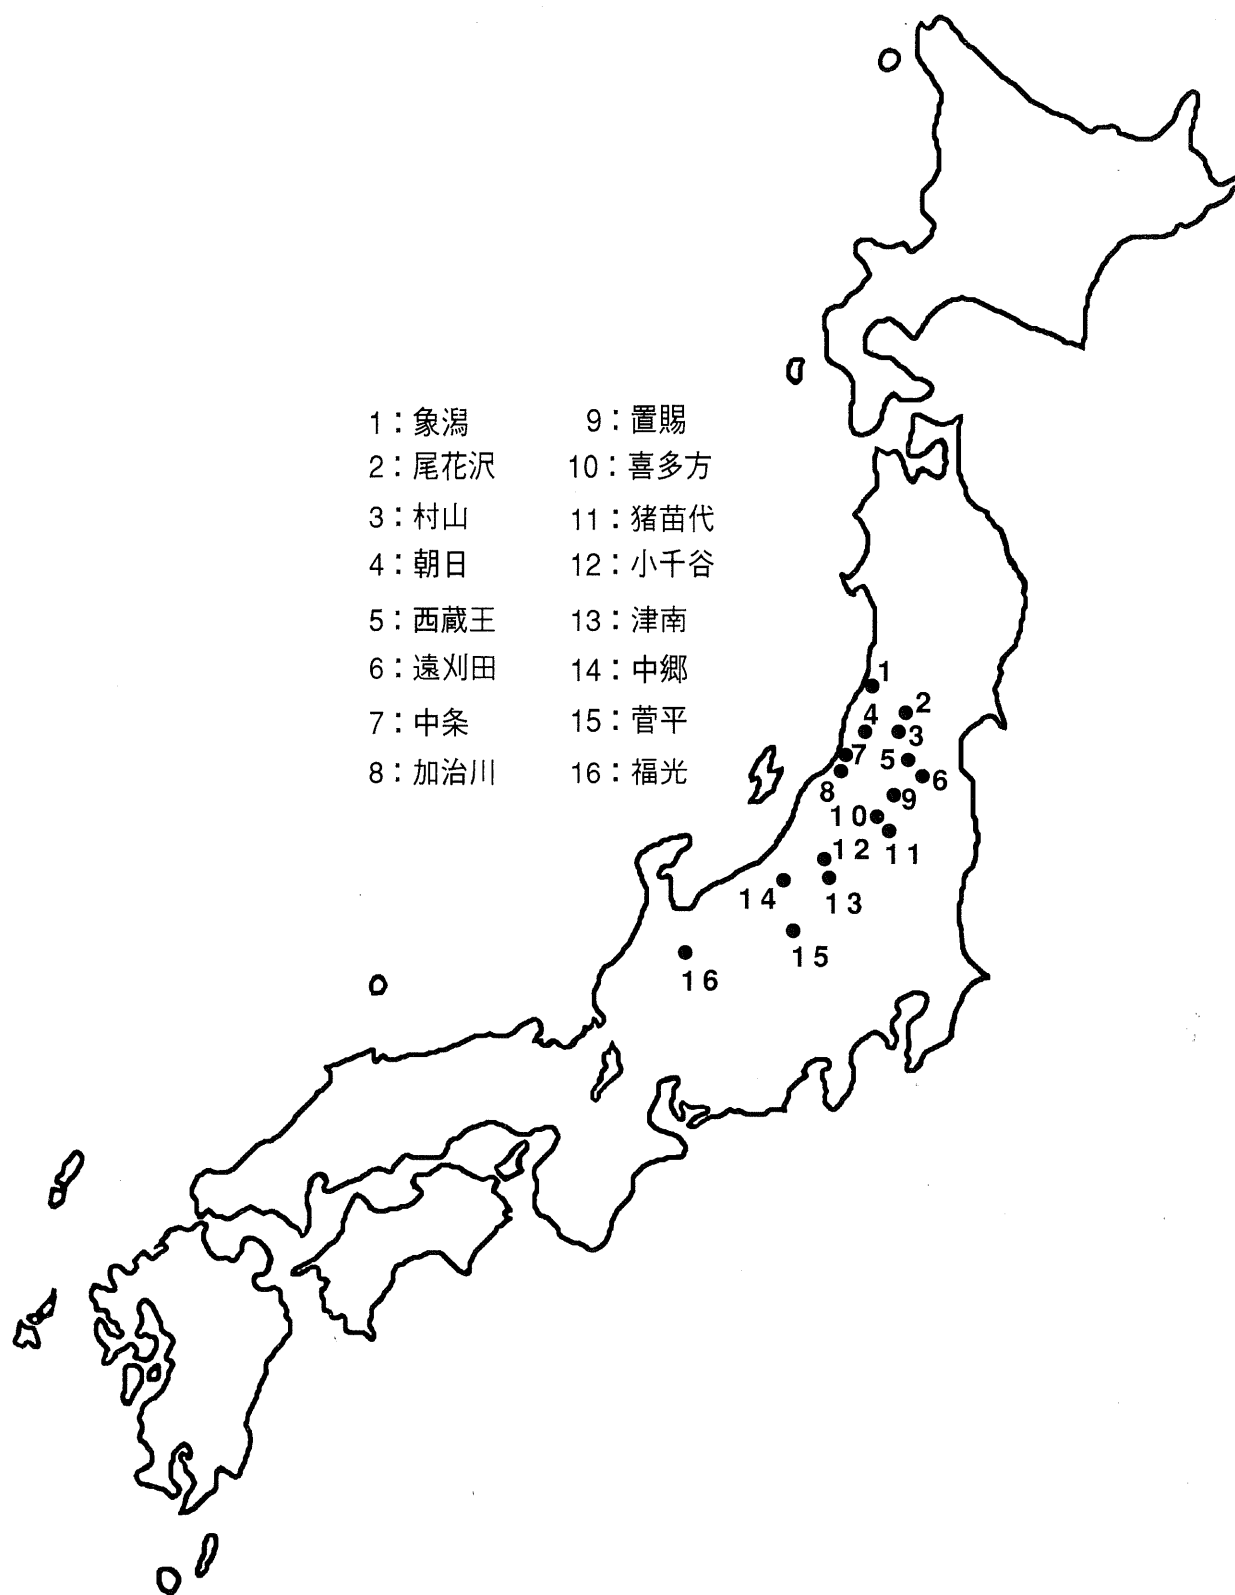 1：象潟
2：尾花沢
3：村山
4：朝日
5：西蔵王
6：遠刈田
7：中条
8：加治川
9：置賜
10：喜多方
11：猪苗代
12：小千谷
13：津南
14：中郷
15：菅平
16：福光
1
2
4
3
7
5
6
8
9
10
12
11
14
13
15
16